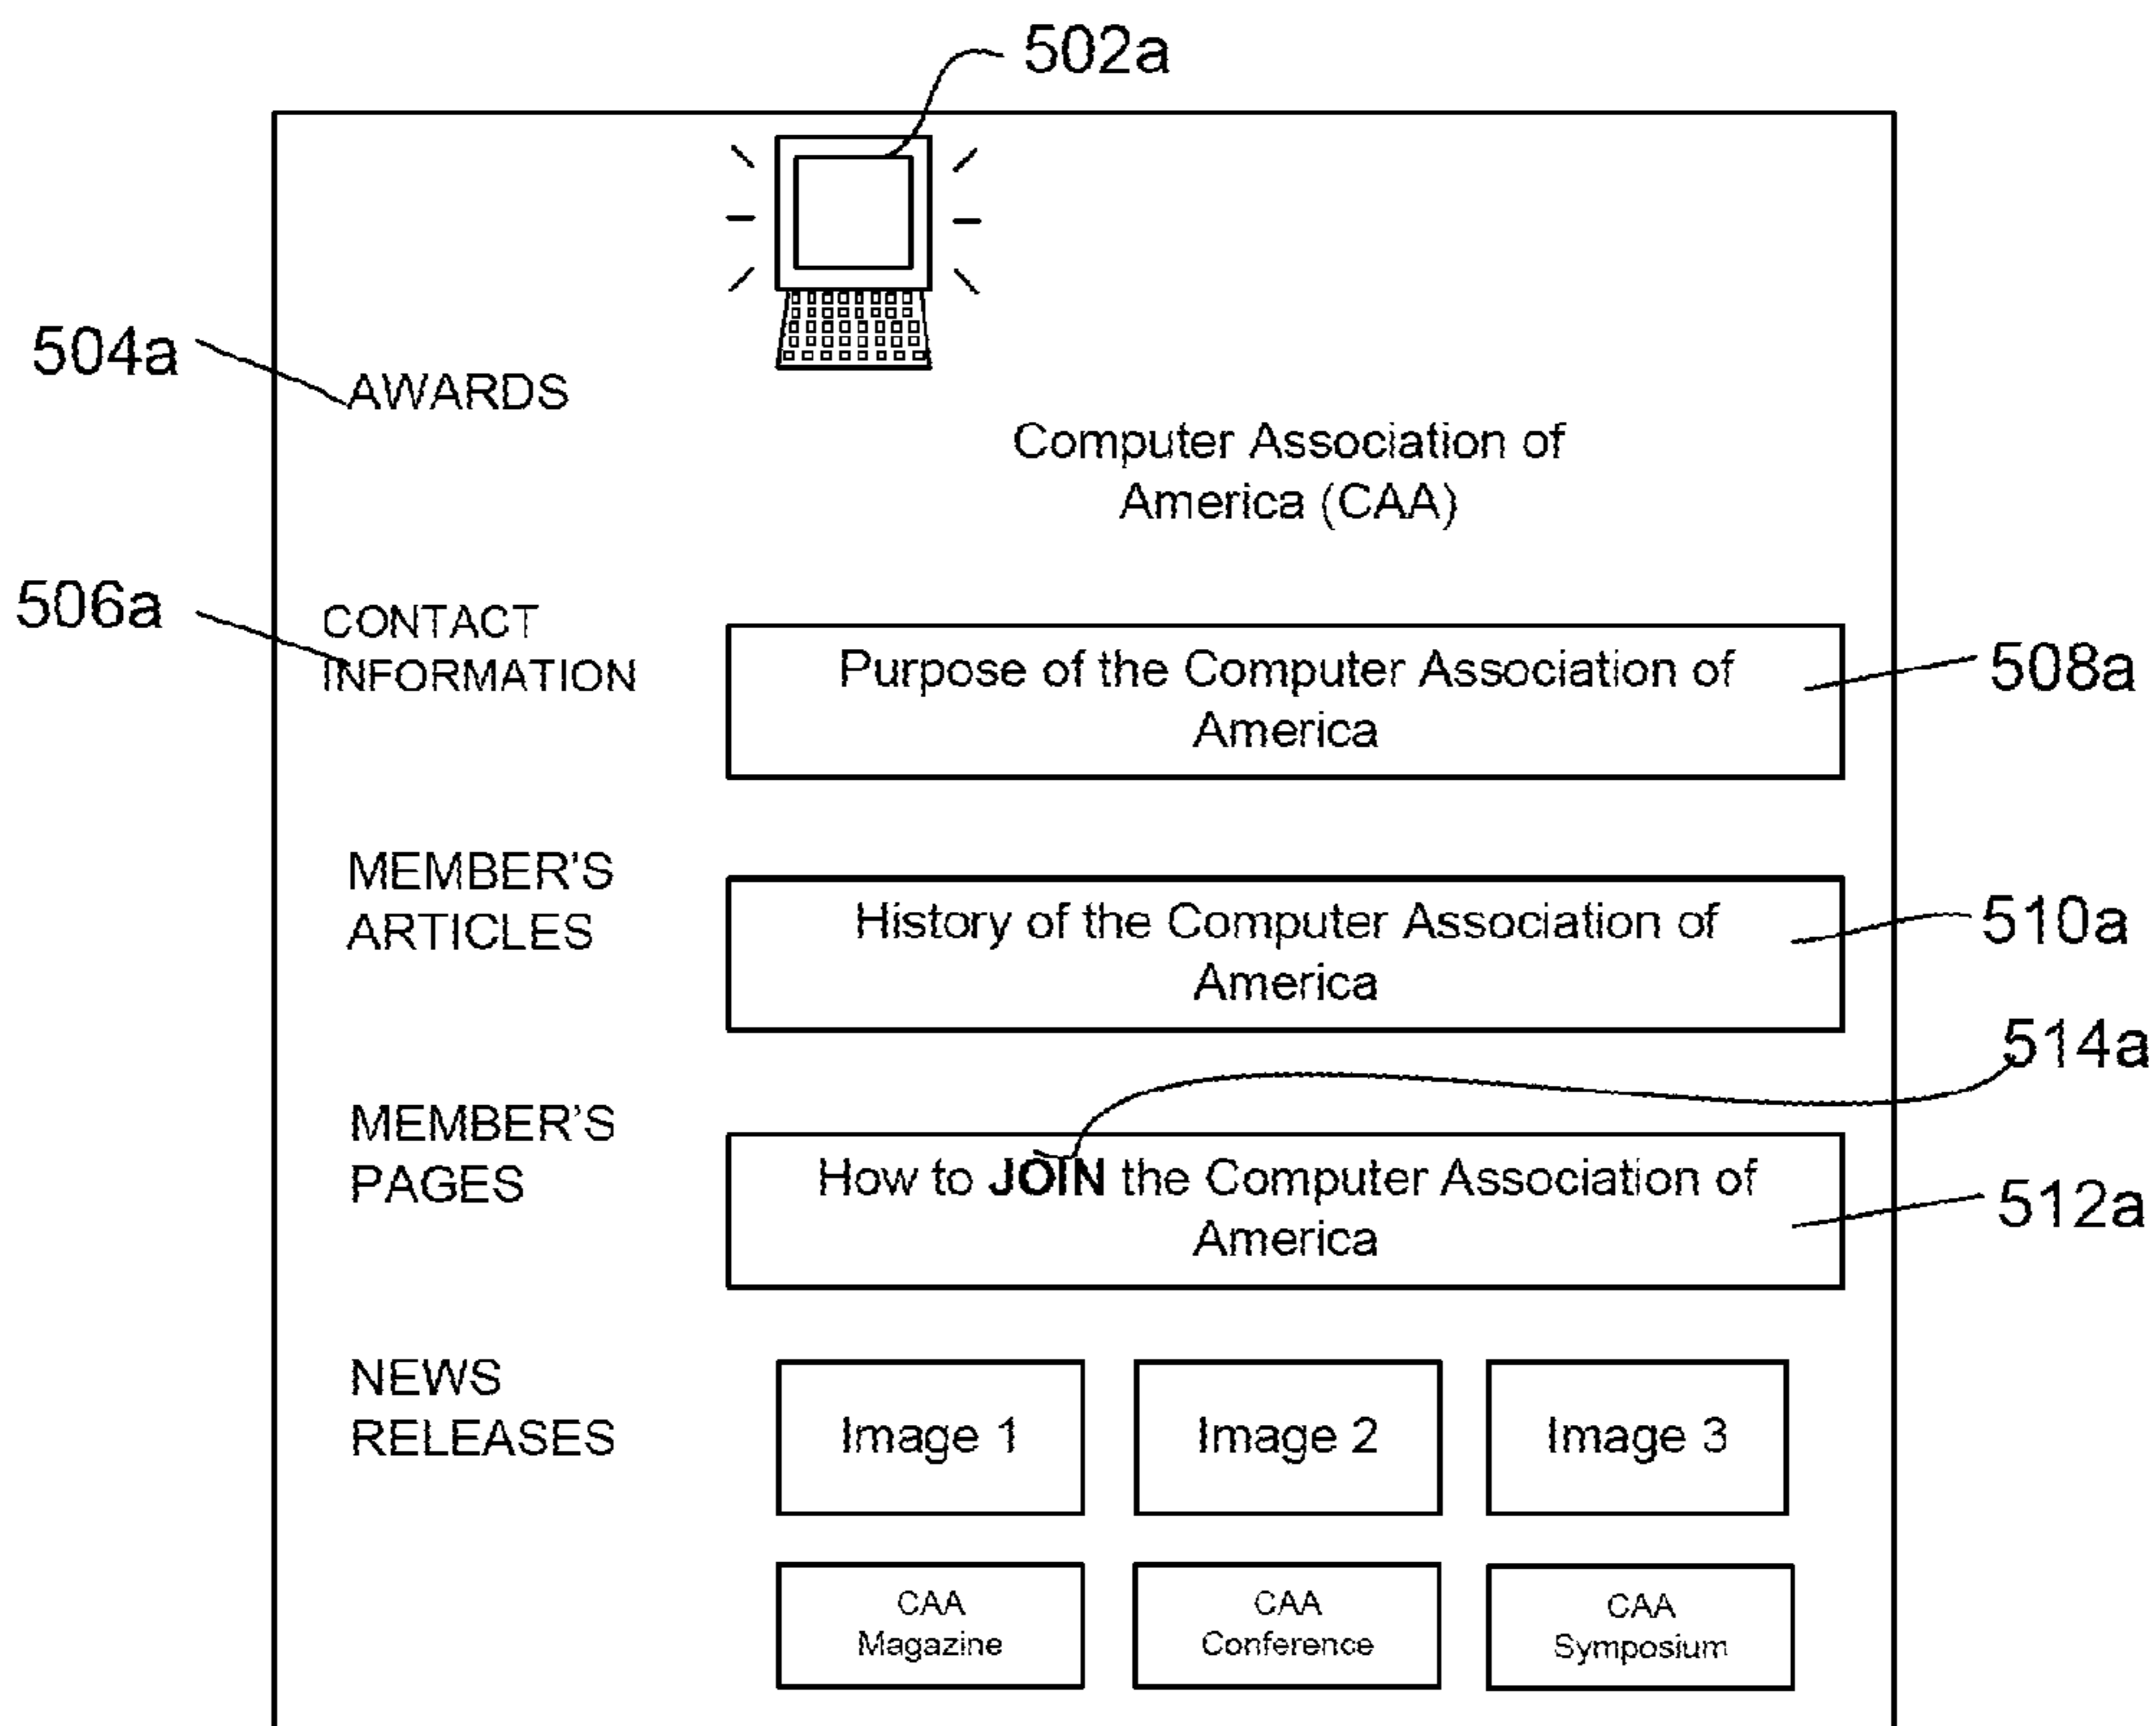 502a
504a
AWARDS
Computer Association of
America (CAA)
506a
CONTACT
INFORMATION
Purpose of the Computer Association of
America
508a
MEMBER'S
ARTICLES
History of the Computer Association of
America
510a
514a
MEMBER'S
PAGES
How to JOIN the Computer Association of
America
512a
NEWS
RELEASES
Image 1
Image 2
Image 3
CAA
Magazine
CAA
Conference
CAA
Symposium